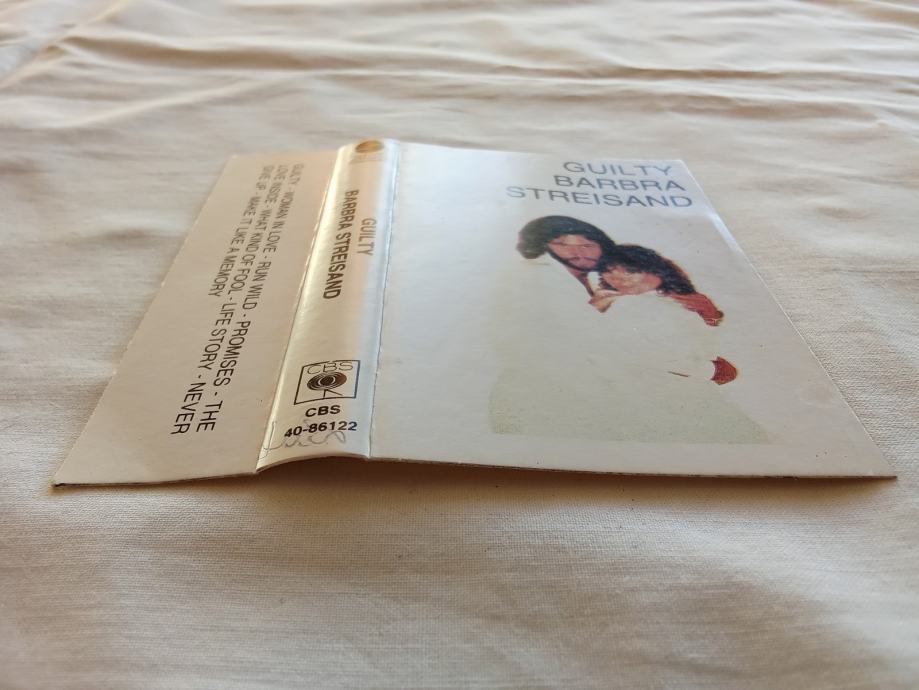 GUILTY
BARBRA
STREISAND
GUILTY
BARBRA STREISAND
CBS
CBS
40-86122
GUILTY - WOMAN IN LOVE - RUN WILD - PROMISES - THE
LOVE INSIDE - WHAT KIND OF FOOL - LIFE STORY - NEVER
GIVE UP - MAKE IT LIKE A MEMORY